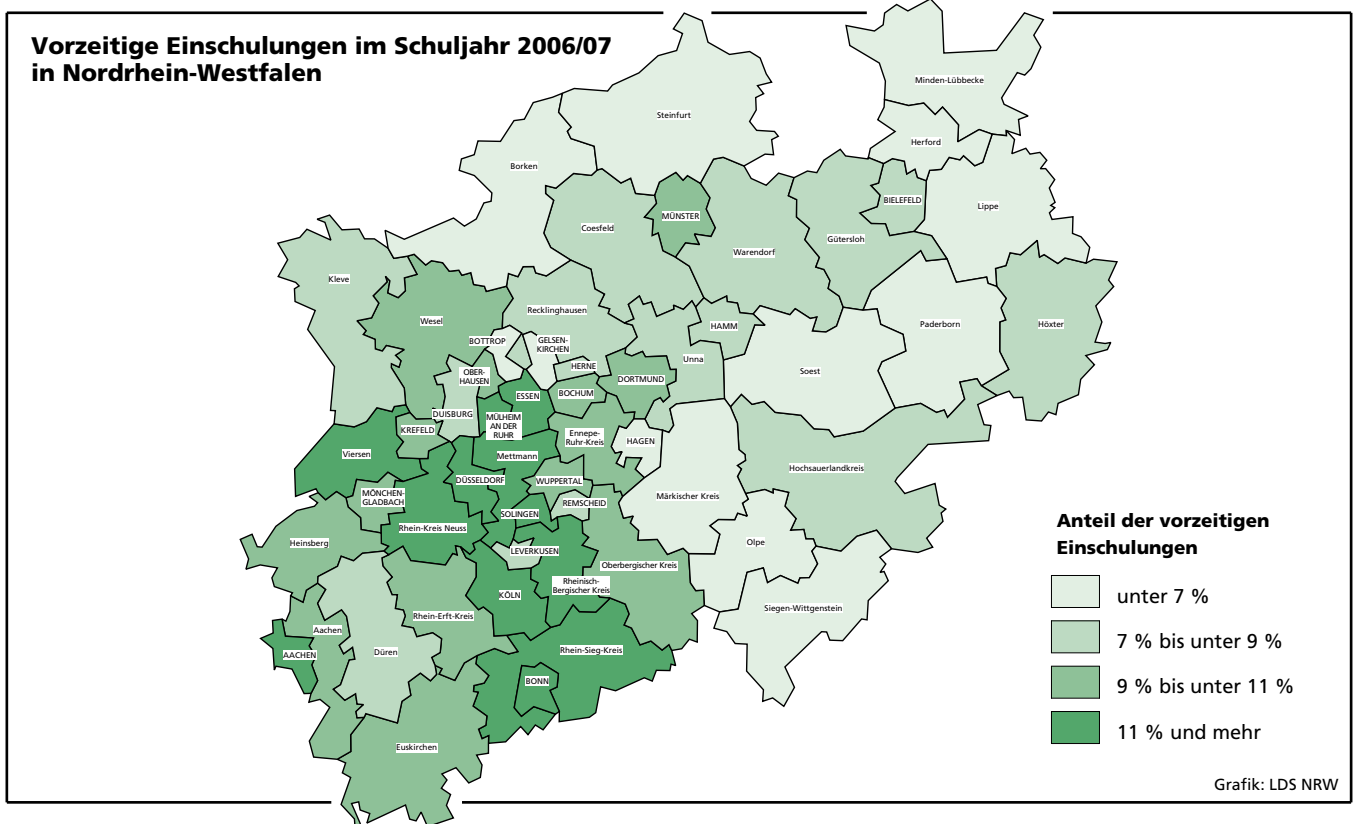 Vorzeitige Einschulungen im Schuljahr 2006/07
in Nordrhein-Westfalen
Minden-Lübbecke
Steinfurt
Herford
Borken
BIELEFELD
Lippe
MÜNSTER
Coesfeld
Gütersloh
Warendorf
Kleve
Recklinghausen
Wesel
HAMM
Paderborn
Höxter
BOTTROP
GELSEN-
KIRCHEN
Unna
HERNE
Soest
OBER-
HAUSEN
DORTMUND
ESSEN
BOCHUM
DUISBURG
MÜLHEIM
AN DER
RUHR
KREFELD
Ennepe-
Ruhr-Kreis
HAGEN
Viersen
Mettmann
Hochsauerlandkreis
DÜSSELDORF
WUPPERTAL
MÖNCHEN-
GLADBACH
Märkischer Kreis
REMSCHEID
SOLINGEN
Rhein-Kreis Neuss
Heinsberg
LEVERKUSEN
Olpe
Oberbergischer Kreis
Rheinisch-
Bergischer Kreis
KÖLN
Siegen-Wittgenstein
Rhein-Erft-Kreis
Aachen
AACHEN
Düren
Rhein-Sieg-Kreis
BONN
Euskirchen
Anteil der vorzeitigen
Einschulungen
unter 7 %
7 % bis unter 9 %
9 % bis unter 11 %
11 % und mehr
Grafik: LDS NRW